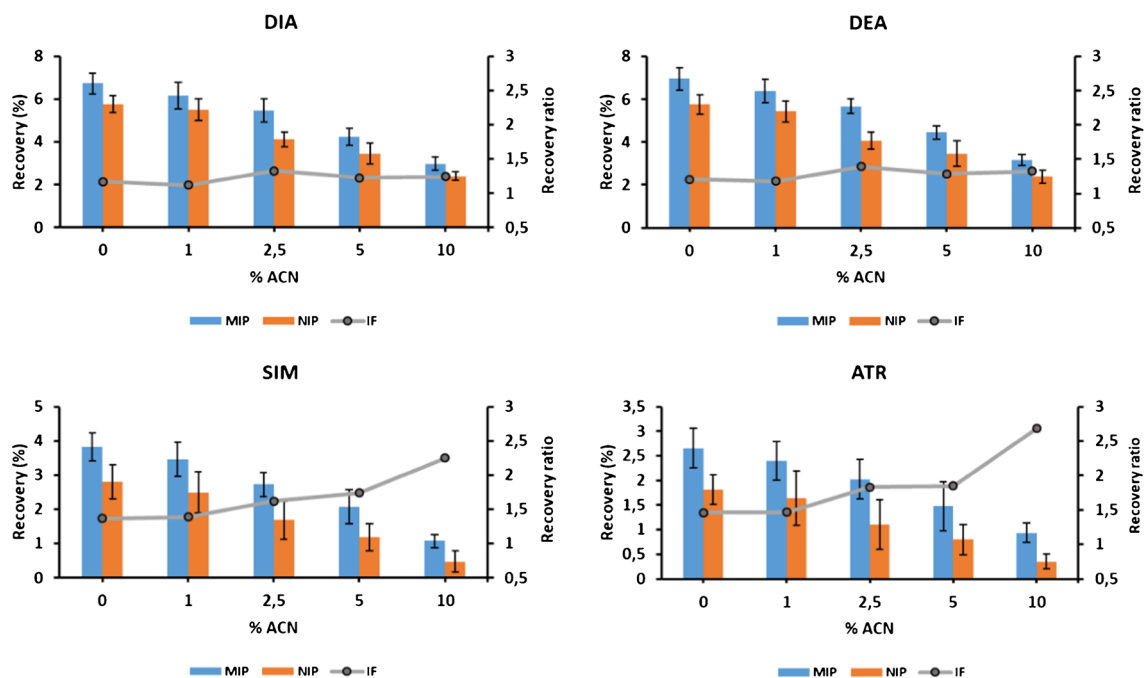 DIA
Recovery (%)
8
6
4
2
0
3
2,5
2
1,5
1
0,5
Recovery ratio
0 1 2,5 5 10
% ACN
MIP NIP IF
DEA
Recovery (%)
8
6
4
2
0
3
2,5
2
1,5
1
0,5
Recovery ratio
0 1 2,5 5 10
% ACN
MIP NIP IF
SIM
Recovery (%)
5
4
3
2
1
0
3
2,5
2
1,5
1
0,5
Recovery ratio
0 1 2,5 5 10
% ACN
MIP NIP IF
ATR
Recovery (%)
3,5
3
2,5
2
1,5
1
0,5
0
3
2,5
2
1,5
1
0,5
Recovery ratio
0 1 2,5 5 10
% ACN
MIP NIP IF